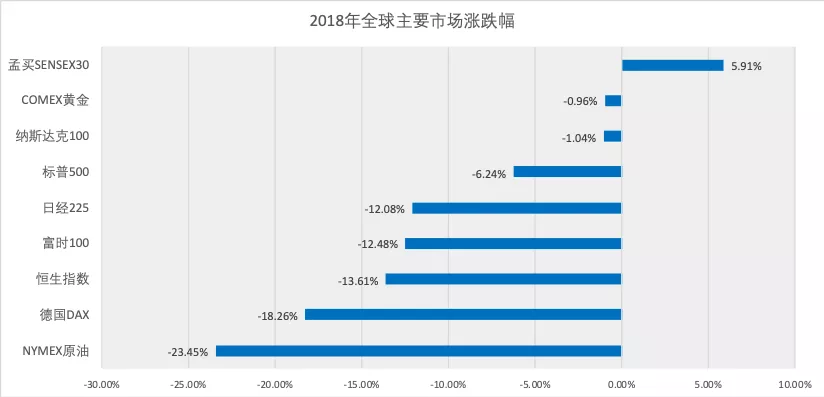 2018年全球主要市场涨跌幅
孟买SENSEX30 5.91%
COMEX黄金 -0.96%
纳斯达克100 -1.04%
标普500 -6.24%
日经225 -12.08%
富时100 -12.48%
恒生指数 -13.61%
德国DAX -18.26%
NYMEX原油 -23.45%
-30.00% -25.00% -20.00% -15.00% -10.00% -5.00% 0.00% 5.00% 10.00%